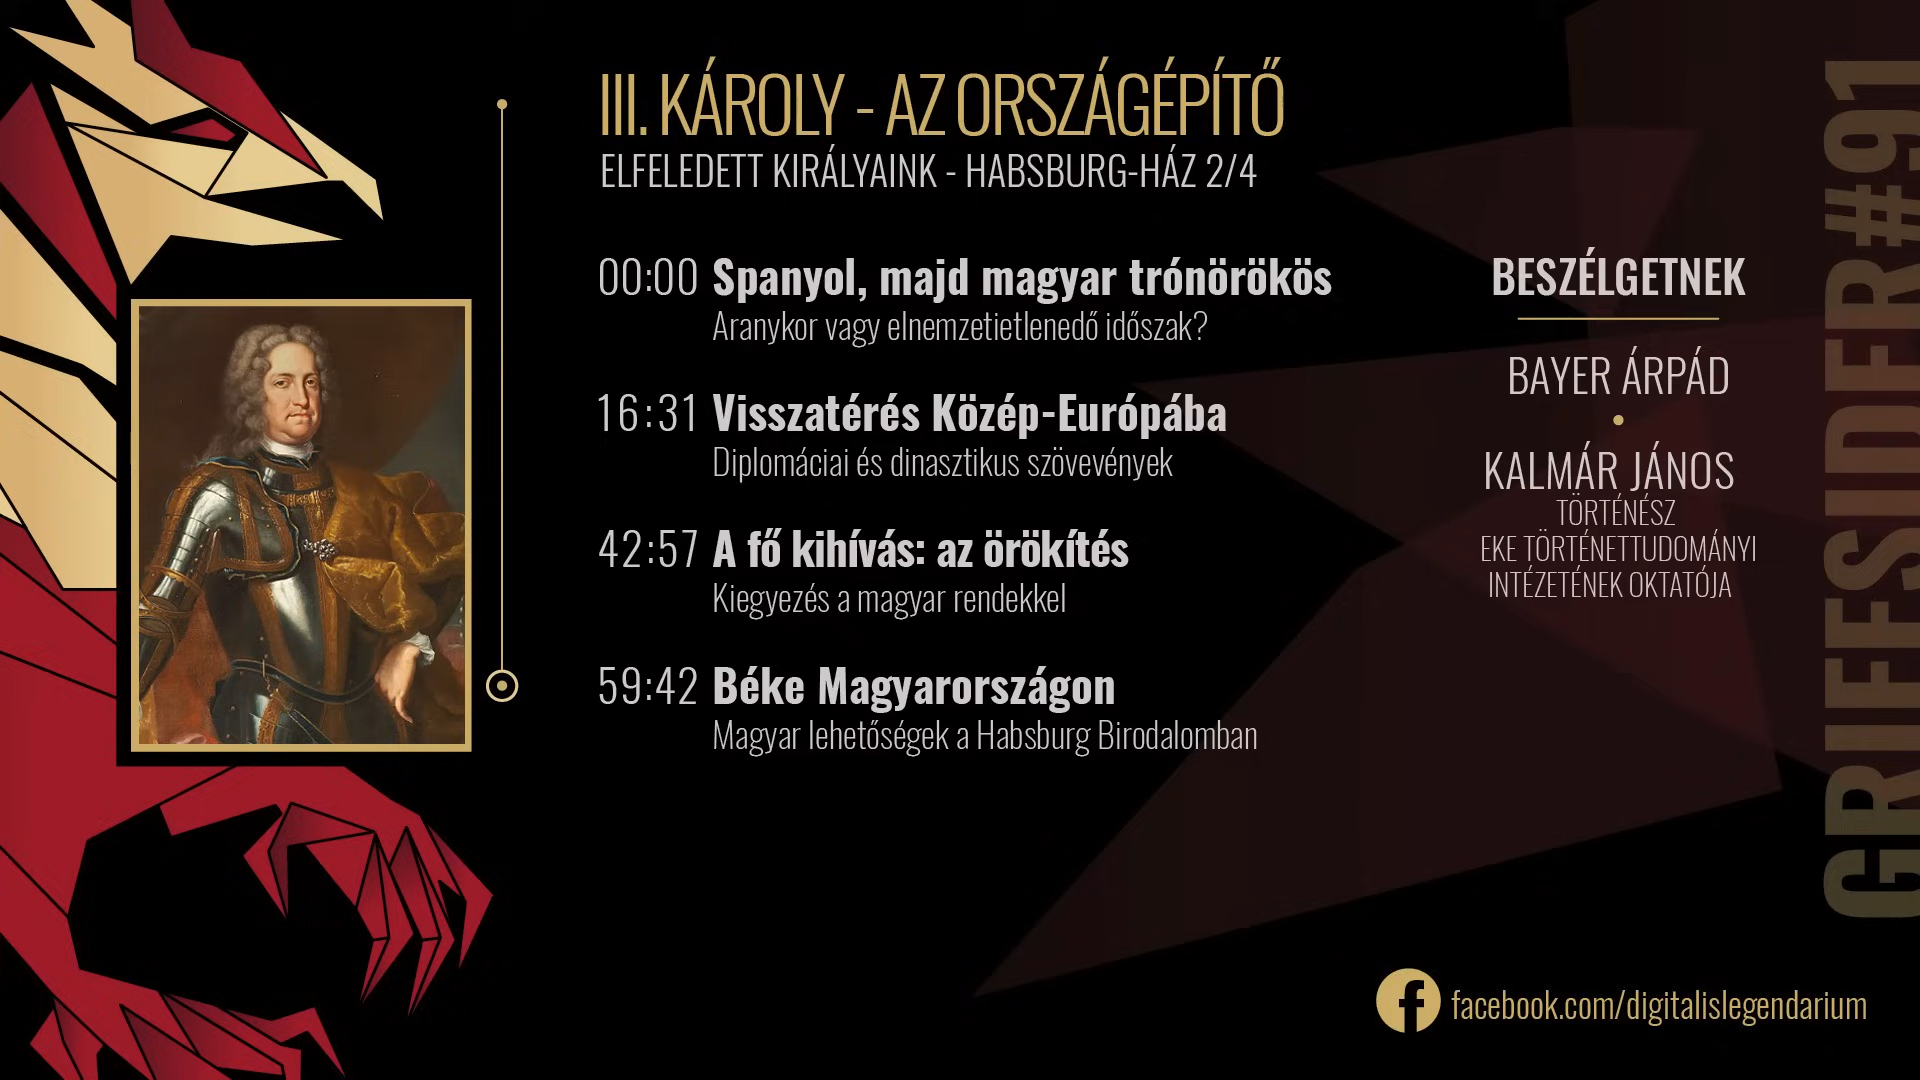 III. KÁROLY - AZ ORSZÁGÉPÍTŐ
ELFELEDETT KIRÁLYAINK - HABSBURG-HÁZ 2/4
00:00 Spanyol, majd magyar trónörökös
Aranykor vagy elnemzetietlenedő időszak?
16:31 Visszatérés Közép-Európába
Diplomáciai és dinasztikus szövevények
42:57 A fő kihívás: az örökítés
Kiegyezés a magyar rendekkel
59:42 Béke Magyarországon
Magyar lehetőségek a Habsburg Birodalomban
BESZÉLGETNEK
BAYER ÁRPÁD
KALMÁR JÁNOS
TÖRTÉNÉSZ
EKE TÖRTÉNETTUDOMÁNYI
INTÉZETÉNEK OKTATÓJA
GRIFFSIDER#91
facebook.com/digitalislegendarium